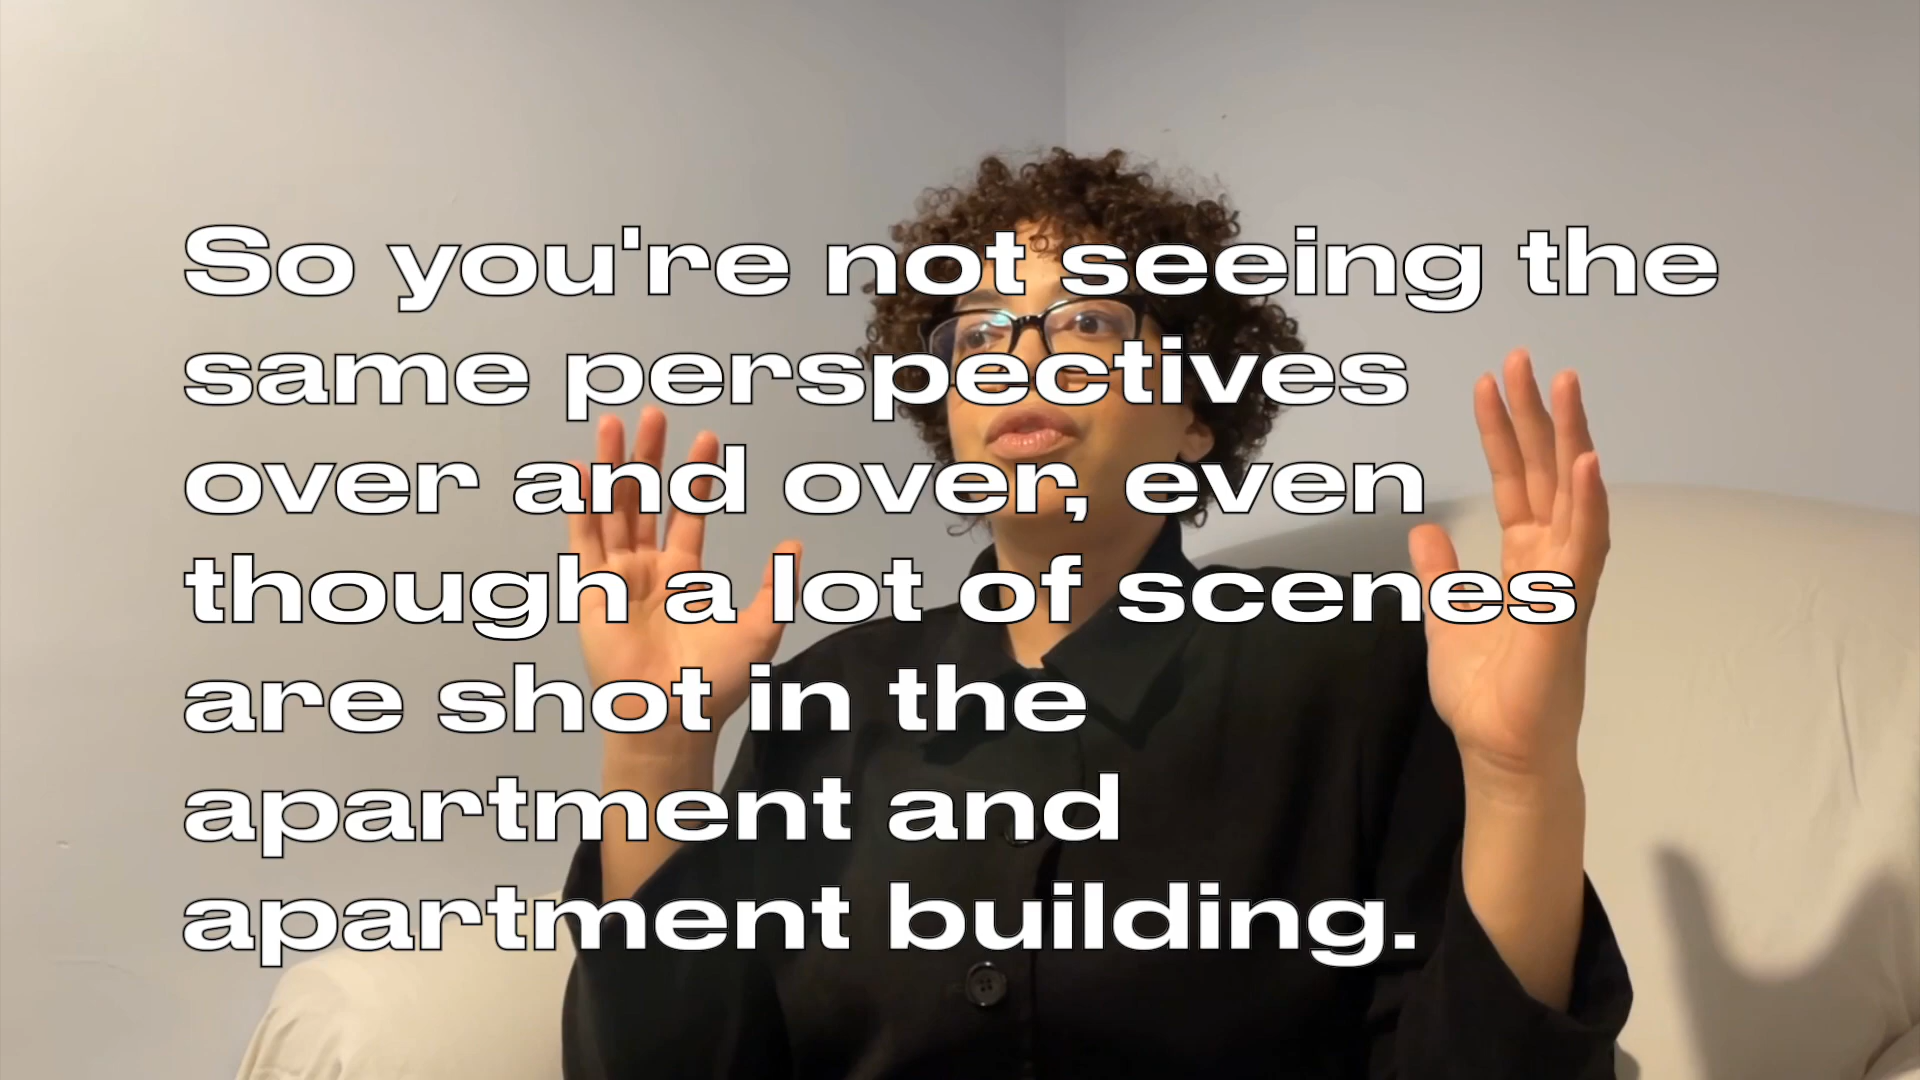 So you're not seeing the
same perspectives
over and over, even
though a lot of scenes
are shot in the
apartment and
apartment building.